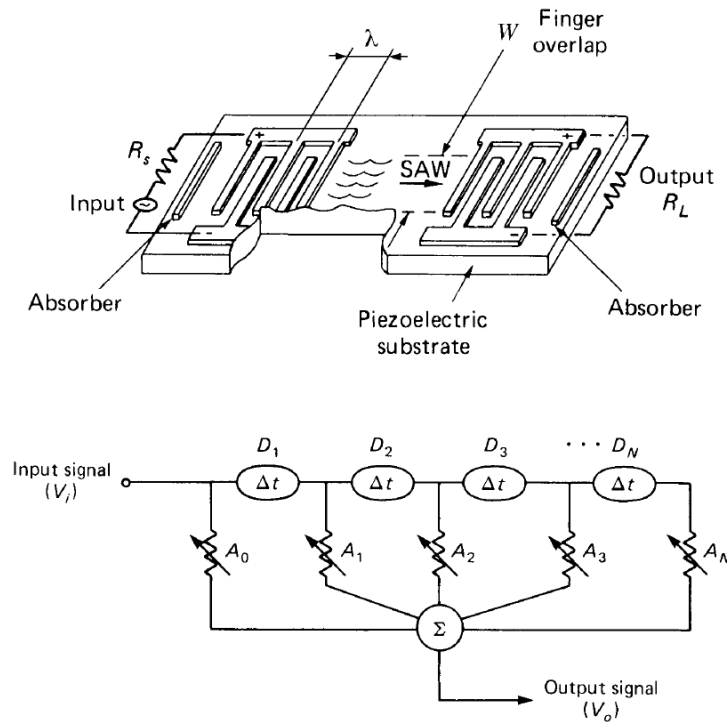 λ
W
Finger
overlap
R_s
+
SAW
+
Input
Output
R_L
-
-
Absorber
Piezoelectric
substrate
Absorber
D_1
D_2
D_3
· · · D_N
Input signal
(V_i)
Δt
Δt
Δt
Δt
A_0
A_1
A_2
A_3
A_N
Σ
Output signal
(V_o)